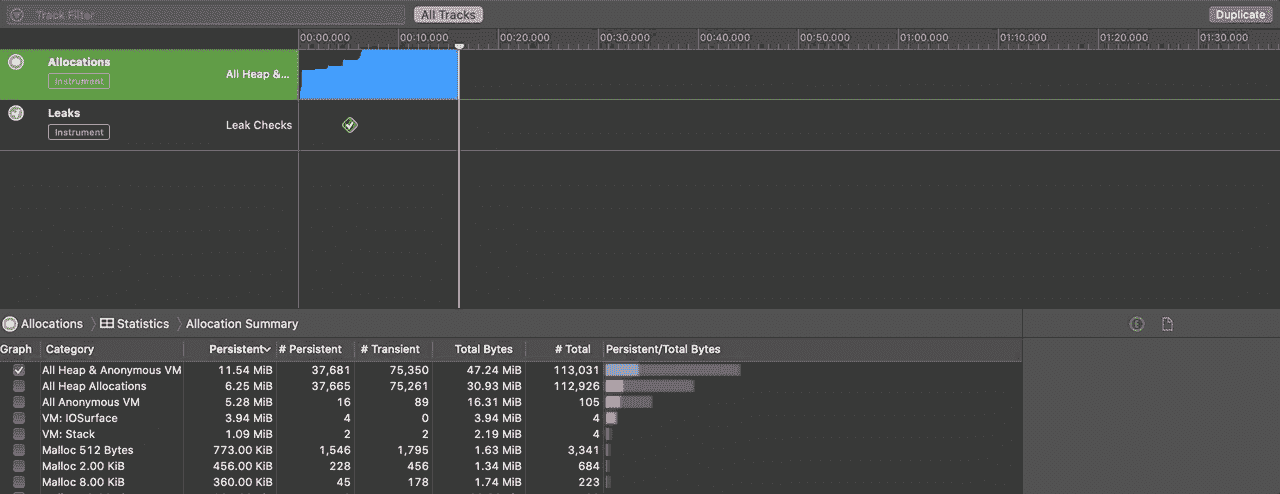 Track Filter All Tracks Duplicate
00:00.000 00:10.000 00:20.000 00:30.000 00:40.000 00:50.000 01:00.000 01:10.000 01:20.000 01:30.000
Allocations
Instrument All Heap &...
Leaks
Instrument Leak Checks
Allocations Statistics Allocation Summary E
Graph Category Persistent # Persistent # Transient Total Bytes # Total Persistent/Total Bytes
All Heap & Anonymous VM 11.54 MiB 37,681 75,350 47.24 MiB 113,031
All Heap Allocations 6.25 MiB 37,665 75,261 30.93 MiB 112,926
All Anonymous VM 5.28 MiB 16 89 16.31 MiB 105
VM: IOSurface 3.94 MiB 4 0 3.94 MiB 4
VM: Stack 1.09 MiB 2 2 2.19 MiB 4
Malloc 512 Bytes 773.00 KiB 1,546 1,795 1.63 MiB 3,341
Malloc 2.00 KiB 456.00 KiB 228 456 1.34 MiB 684
Malloc 8.00 KiB 360.00 KiB 45 178 1.74 MiB 223